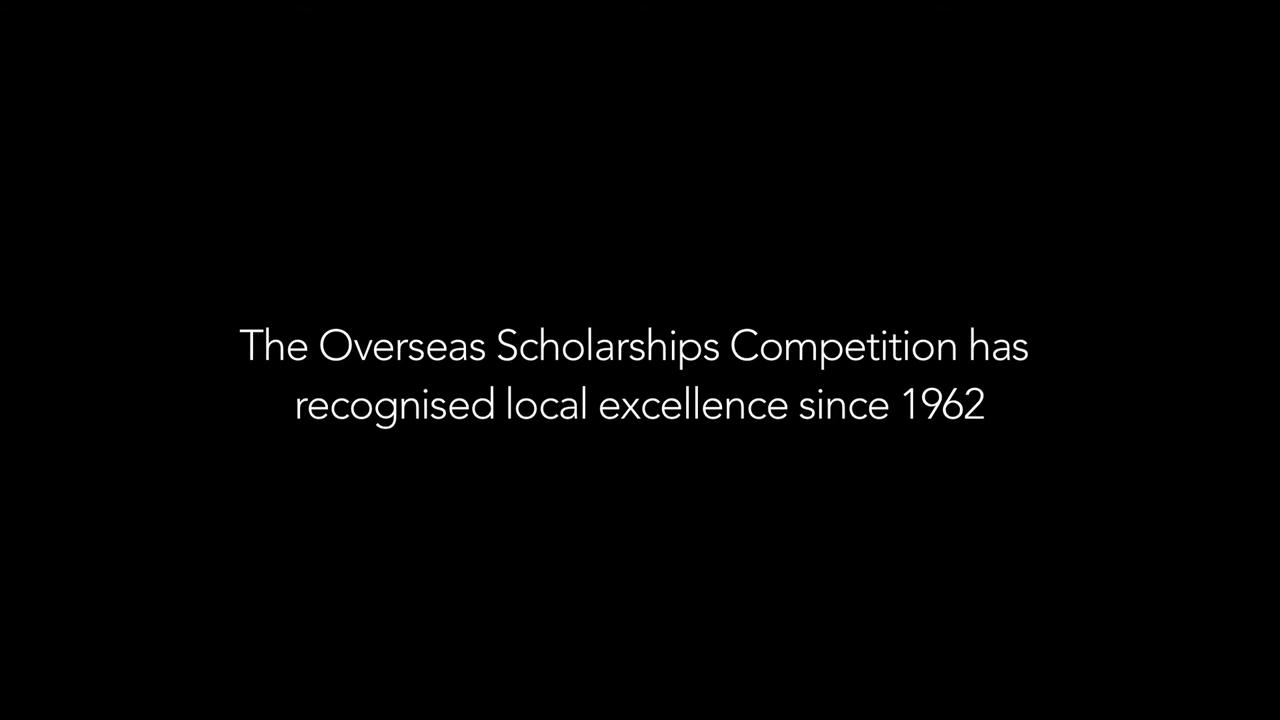 The Overseas Scholarships Competition has
recognised local excellence since 1962